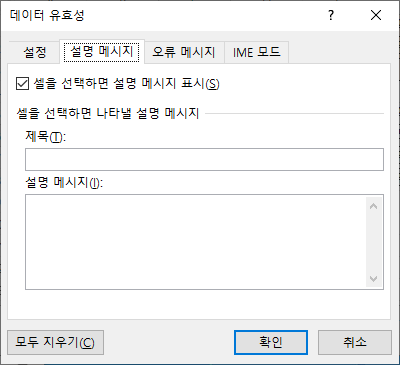 데이터 유효성
?
설정 설명 메시지 오류 메시지 IME 모드
셀을 선택하면 설명 메시지 표시(S)
셀을 선택하면 나타낼 설명 메시지
제목(T):
설명 메시지(I):
모두 지우기(C) 확인 취소